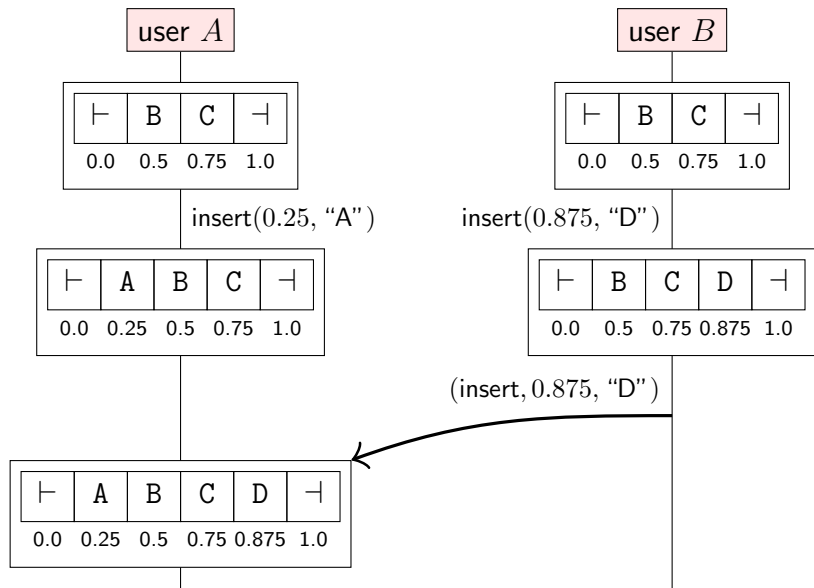 user A user B
⊢ B C ⊣ ⊢ B C ⊣
0.0 0.5 0.75 1.0 0.0 0.5 0.75 1.0
insert(0.25, “A”) insert(0.875, “D”)
⊢ A B C ⊣ ⊢ B C D ⊣
0.0 0.25 0.5 0.75 1.0 0.0 0.5 0.75 0.875 1.0
(insert, 0.875, “D”)
⊢ A B C D ⊣
0.0 0.25 0.5 0.75 0.875 1.0